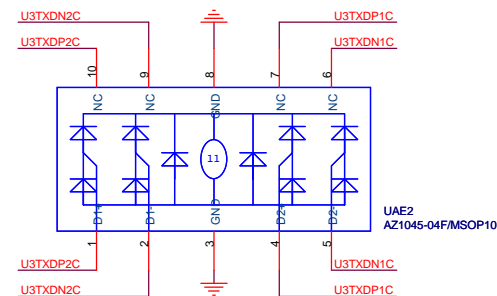 U3TXDN2C
U3TXDP1C
U3TXDP2C
U3TXDN1C
10
9
8
7
6
NC
NC
GND
NC
NC
11
D1+
D1-
GND
D2+
D2-
UAE2
AZ1045-04F/MSOP10
1
2
3
4
5
U3TXDP2C
U3TXDN1C
U3TXDN2C
U3TXDP1C